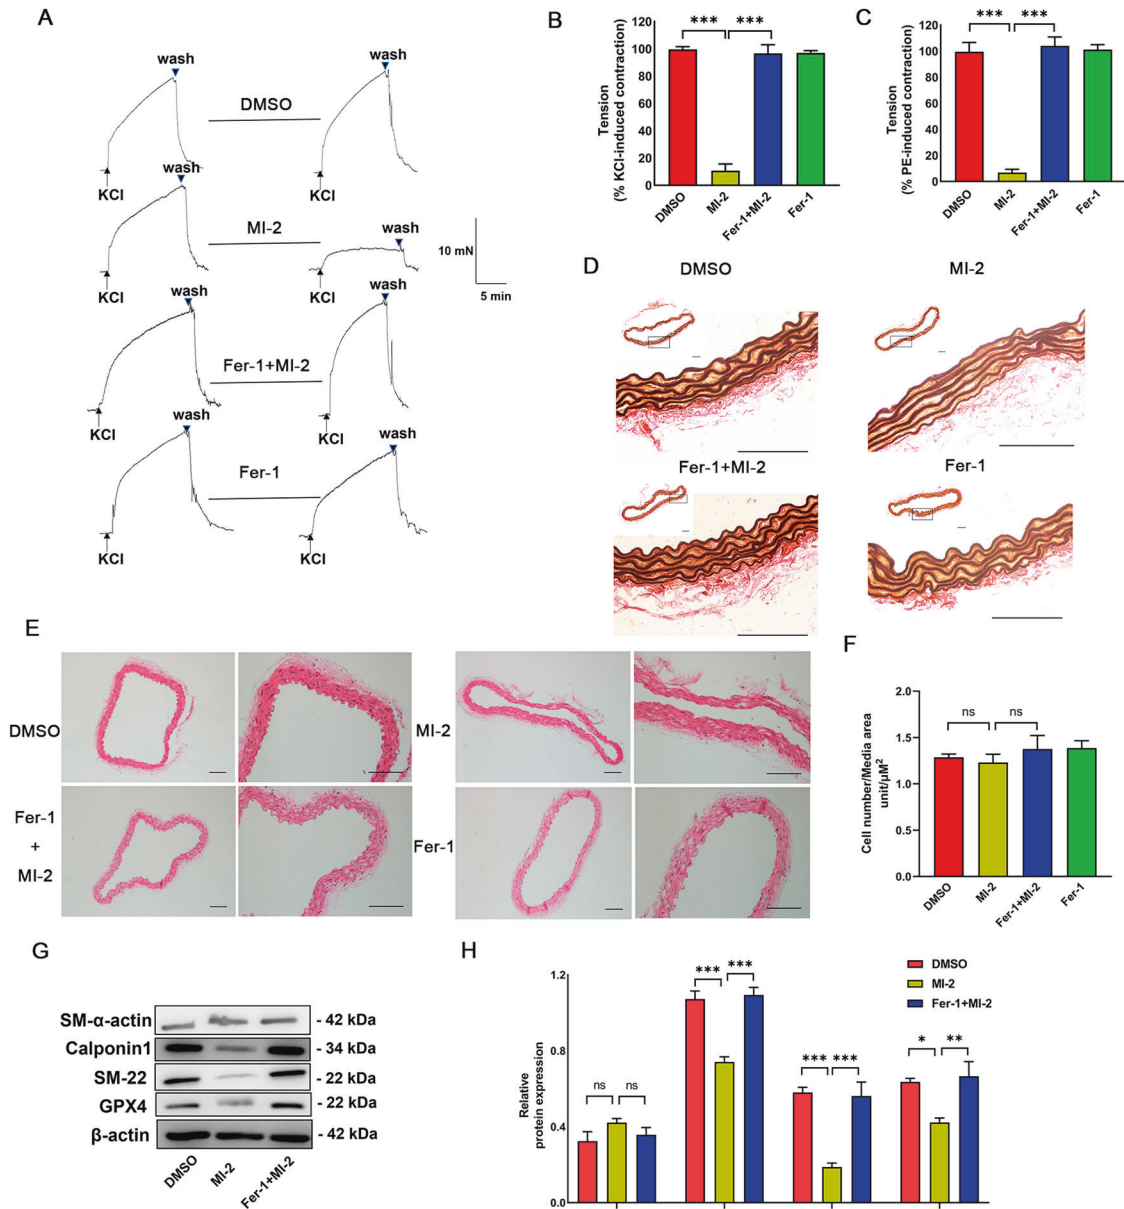 A
wash
wash
DMSO
KCl
KCl
wash
MI-2
wash
KCl
KCl
10 mN
5 min
wash
wash
Fer-1+MI-2
KCl
KCl
wash
wash
Fer-1
KCl
KCl
B
*** ***
Tension
(% KCl-induced contraction)
120
100
80
60
40
20
0
DMSO
MI-2
Fer-1+MI-2
Fer-1
C
*** ***
Tension
(% PE-induced contraction)
120
100
80
60
40
20
0
DMSO
MI-2
Fer-1+MI-2
Fer-1
D
DMSO
MI-2
Fer-1+MI-2
Fer-1
E
DMSO
MI-2
Fer-1
+
MI-2
Fer-1
F
ns
ns
Cell number/Media area
unit/μM²
2.0
1.5
1.0
0.5
0.0
DMSO
MI-2
Fer-1+MI-2
Fer-1
G
SM-α-actin - 42 kDa
Calponin1 - 34 kDa
SM-22 - 22 kDa
GPX4 - 22 kDa
β-actin - 42 kDa
DMSO
MI-2
Fer-1+MI-2
H
DMSO
MI-2
Fer-1+MI-2
Relative
protein expression
1.2
0.8
0.4
0.0
ns ns
*** ***
*** ***
* **